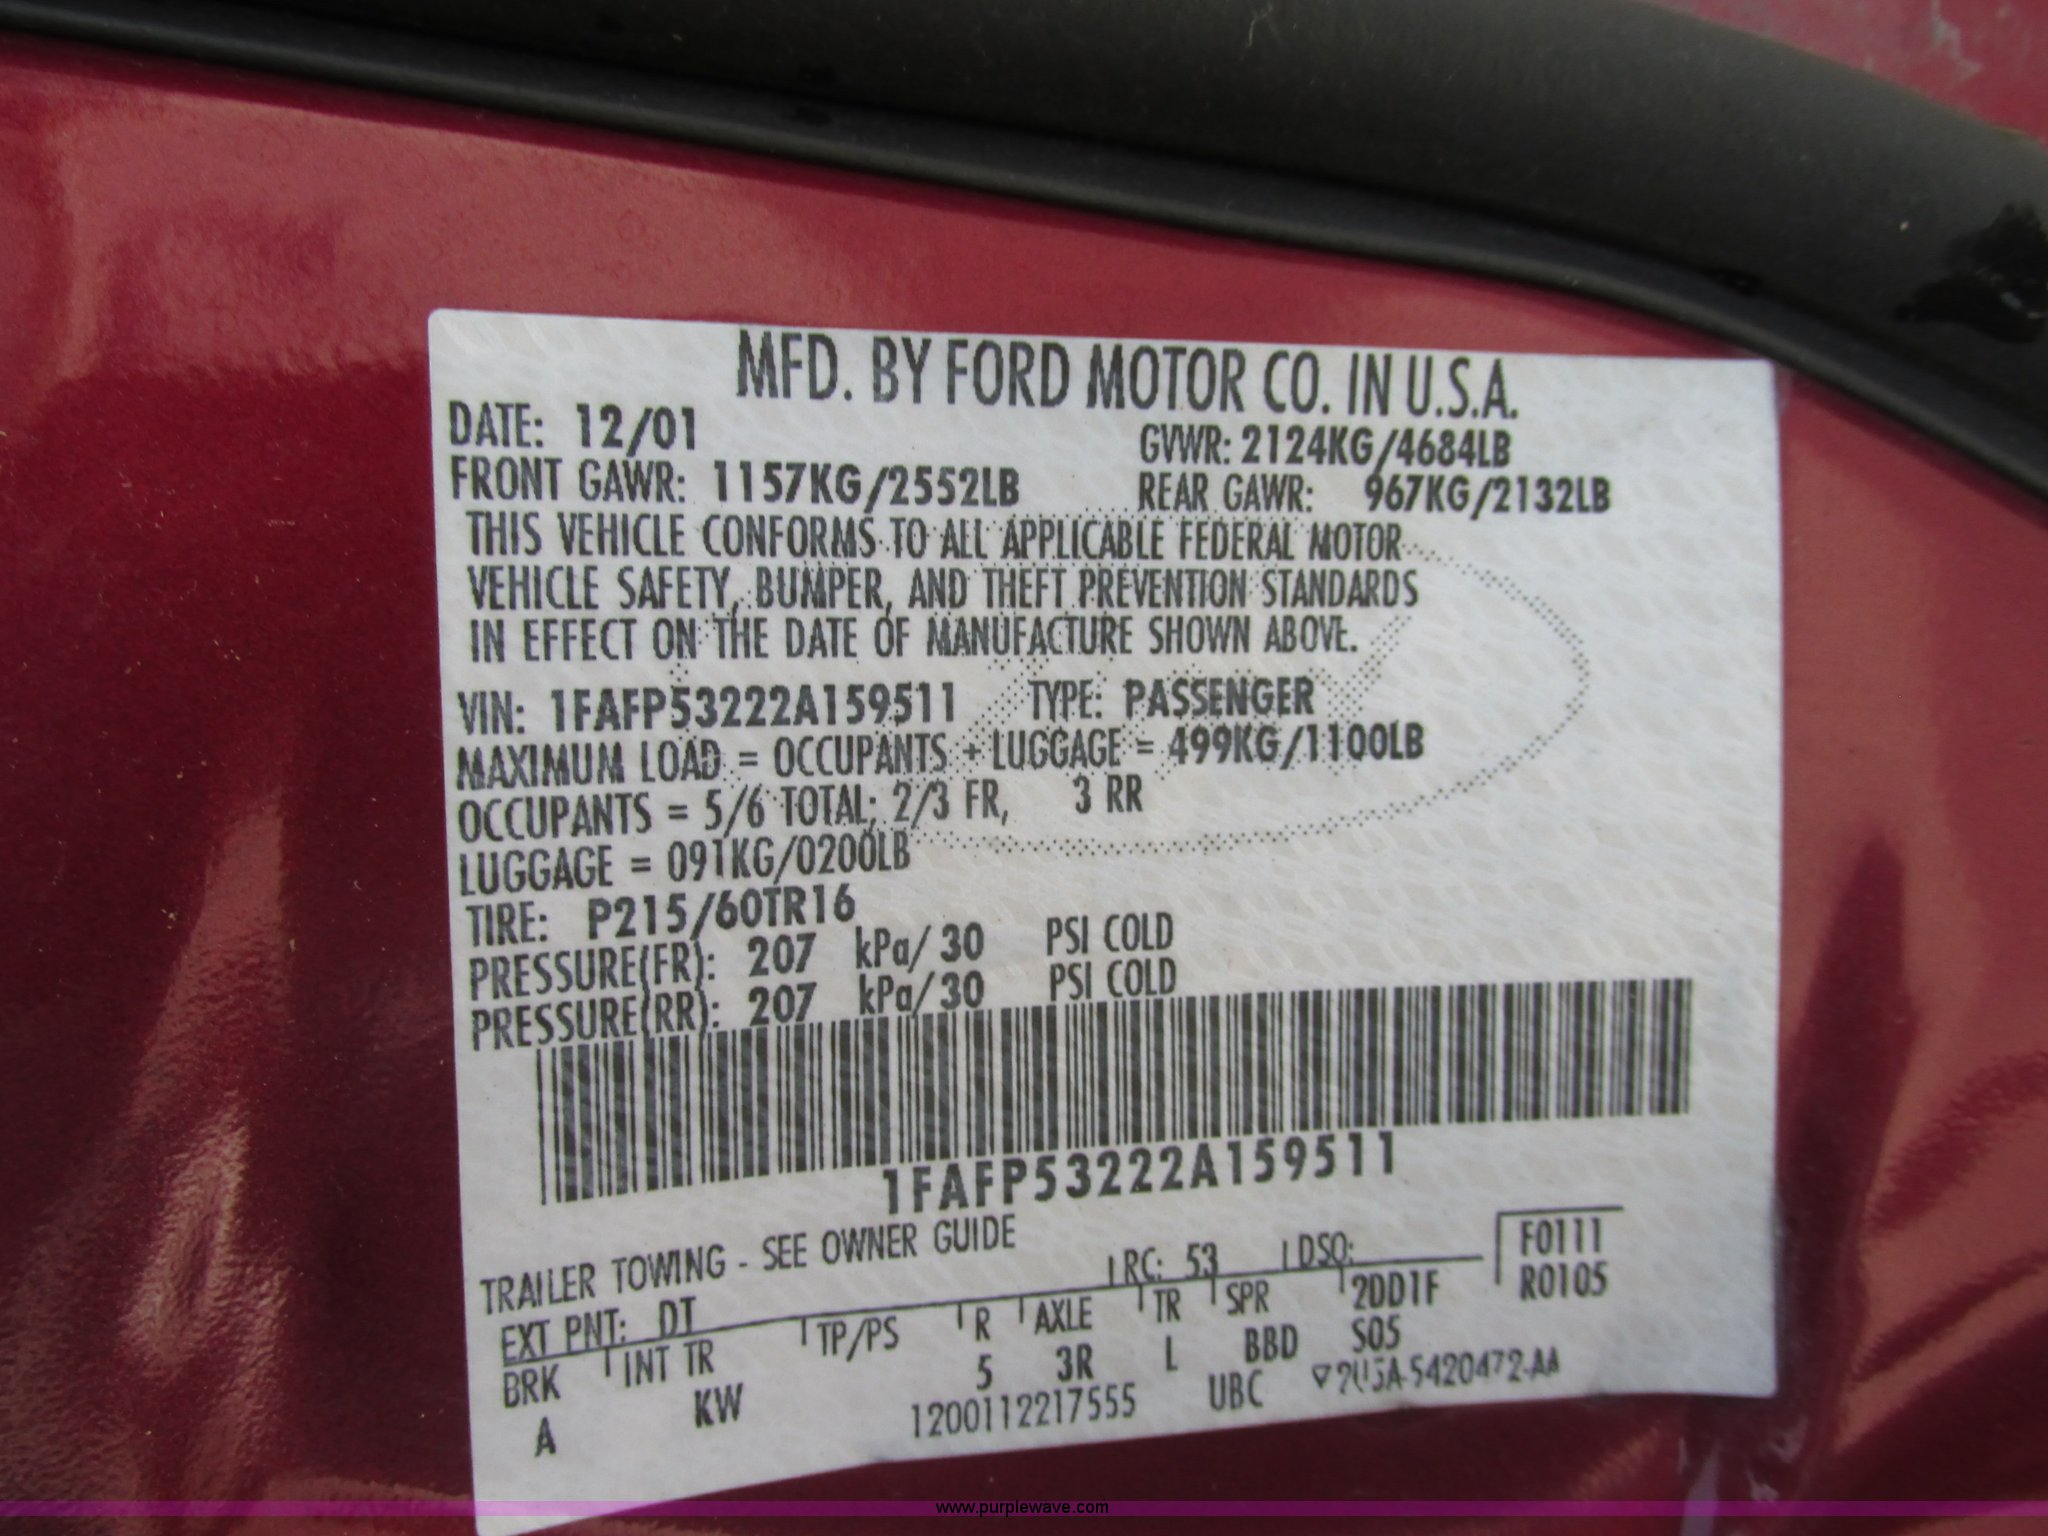 MFD. BY FORD MOTOR CO. IN U.S.A.
DATE: 12/01 GVWR: 2124KG/4684LB
FRONT GAWR: 1157KG/2552LB REAR GAWR: 967KG/2132LB
THIS VEHICLE CONFORMS TO ALL APPLICABLE FEDERAL MOTOR
VEHICLE SAFETY, BUMPER, AND THEFT PREVENTION STANDARDS
IN EFFECT ON THE DATE OF MANUFACTURE SHOWN ABOVE.
VIN: 1FAFP53222A159511 TYPE: PASSENGER
MAXIMUM LOAD = OCCUPANTS + LUGGAGE = 499KG/1100LB
OCCUPANTS = 5/6 TOTAL; 2/3 FR, 3 RR
LUGGAGE = 091KG/0200LB
TIRE: P215/60TR16
PRESSURE(FR): 207 kPa/ 30 PSI COLD
PRESSURE(RR): 207 kPa/ 30 PSI COLD
1FAFP53222A159511
TRAILER TOWING - SEE OWNER GUIDE
EXT PNT: DT RC: 53 DSO: F0111
R0105
BRK INT TR TP/PS R AXLE TR SPR 2DD1F
A KW 5 3R L BBD S05
1200112217555 UBC
www.purplewave.com